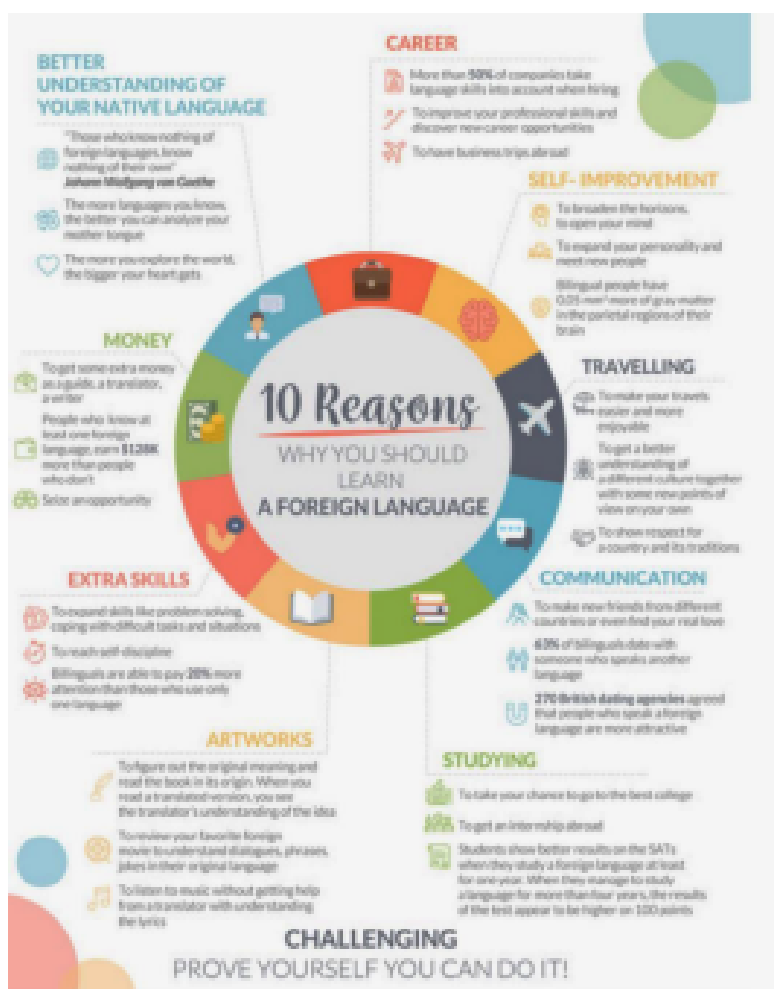 CAREER
More than 50% of companies take
language skills into account when hiring
To improve your professional skills and
discover new career opportunities
To have business trips abroad
BETTER
UNDERSTANDING OF
YOUR NATIVE LANGUAGE
"Those who know nothing of
foreign languages, know
nothing of their own"
Johann Wolfgang von Goethe
The more languages you know,
the better you can analyze your
mother tongue
The more you explore the world,
the bigger your heart gets
SELF- IMPROVEMENT
To broaden the horizons,
to open your mind
To expand your personality and
meet new people
Bilingual people have
0.05 mm³ more of gray matter
in the parietal regions of their
brain
MONEY
To get some extra money
as a guide, a translator,
a writer
People who know at
least one foreign
language, earn $128K
more than people
who don't
Seize an opportunity
10 Reasons
WHY YOU SHOULD
LEARN
A FOREIGN LANGUAGE
TRAVELLING
To make your travels
easier and more
enjoyable
To get a better
understanding of
a different culture together
with some new points of
view on your own
To show respect for
a country and its traditions
EXTRA SKILLS
To expand skills like problem solving,
coping with difficult tasks and situations
To reach self-discipline
Billinguals are able to pay 20% more
attention than those who use only
one language
COMMUNICATION
To make new friends from different
countries or even find your real love
63% of bilinguals date with
someone who speaks another
language
270 British dating agencies agreed
that people who speak a foreign
language are more attractive
ARTWORKS
To figure out the original meaning and
read the book in its origin. When you
read a translated version, you see
the translator's understanding of the idea
To review your favorite foreign
movie to understand dialogues, phrases,
jokes in their original language
To listen to music without getting help
from a translator with understanding
the lyrics
STUDYING
To take your chance to go to the best college
To get an internship abroad
Students show better results on the SATs
when they study a foreign language at least
for one year. When they manage to study
a language for more than four years, the results
of the test appear to be higher on 100 points
CHALLENGING
PROVE YOURSELF YOU CAN DO IT!